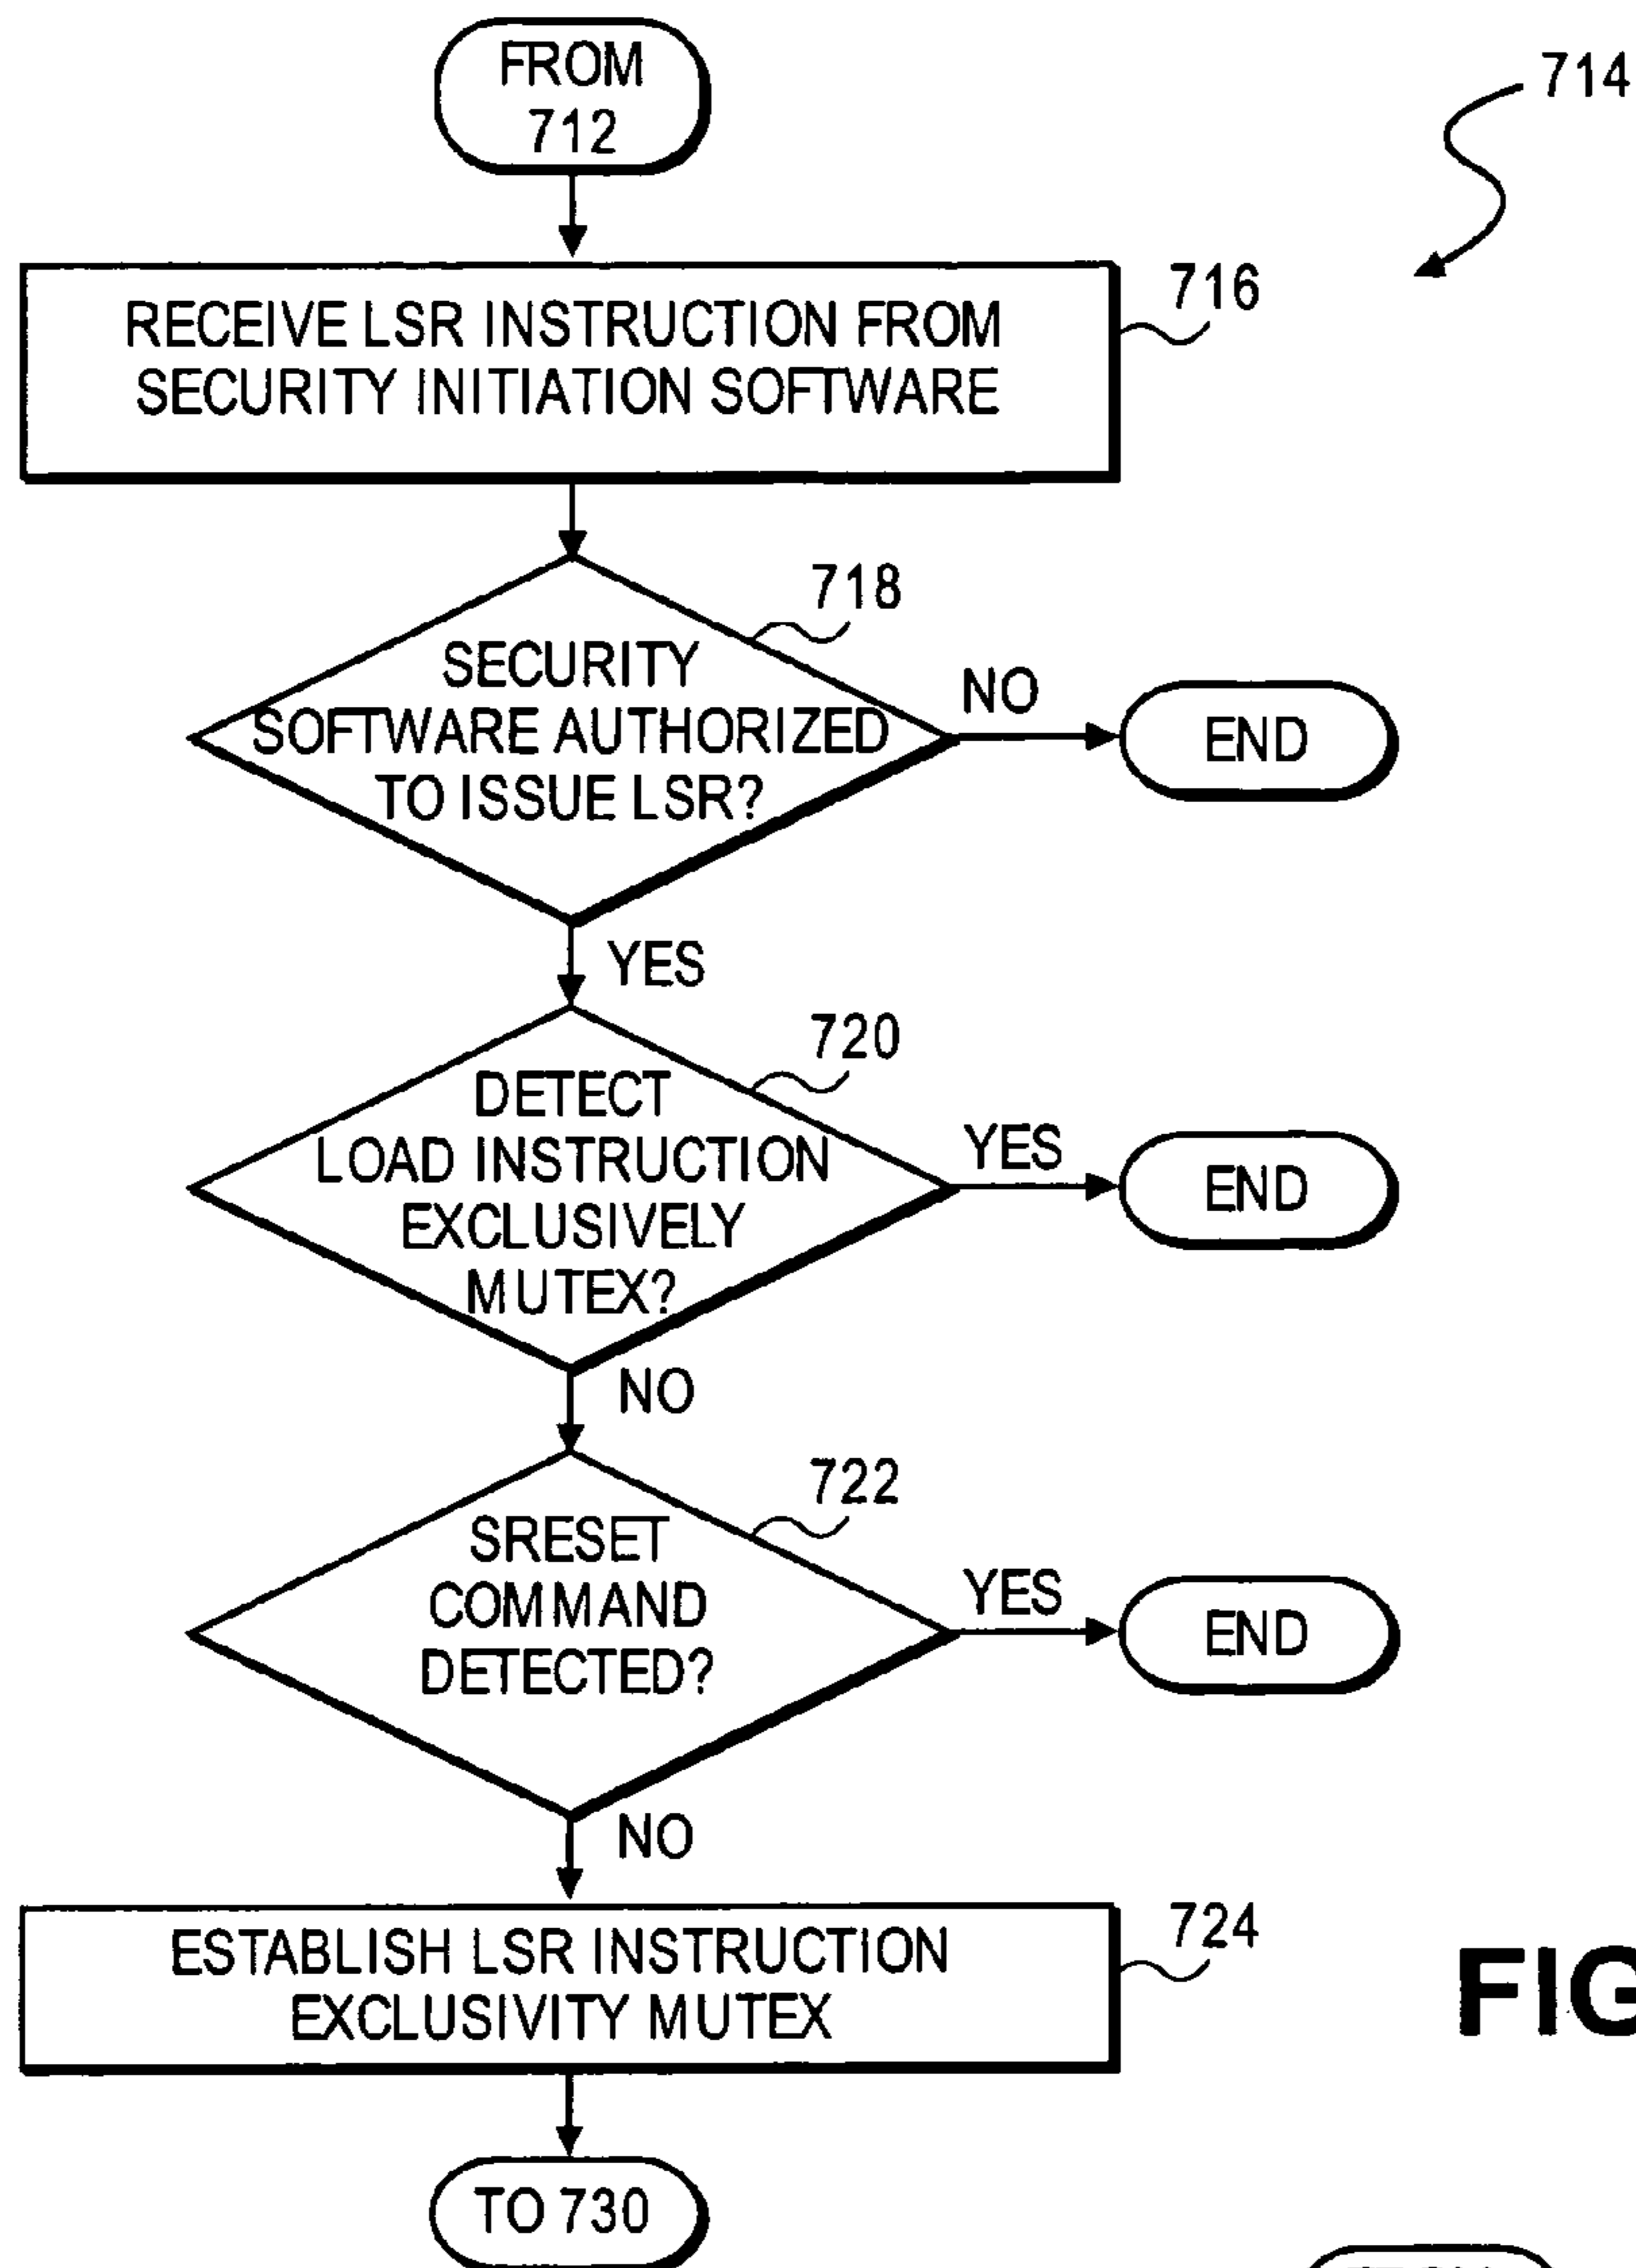 FROM
712
714
RECEIVE LSR INSTRUCTION FROM
SECURITY INITIATION SOFTWARE
716
718
SECURITY
SOFTWARE AUTHORIZED
TO ISSUE LSR?
NO
END
YES
720
DETECT
LOAD INSTRUCTION
EXCLUSIVELY
MUTEX?
YES
END
NO
722
SRESET
COMMAND
DETECTED?
YES
END
NO
ESTABLISH LSR INSTRUCTION
EXCLUSIVITY MUTEX
724
FIG
TO 730